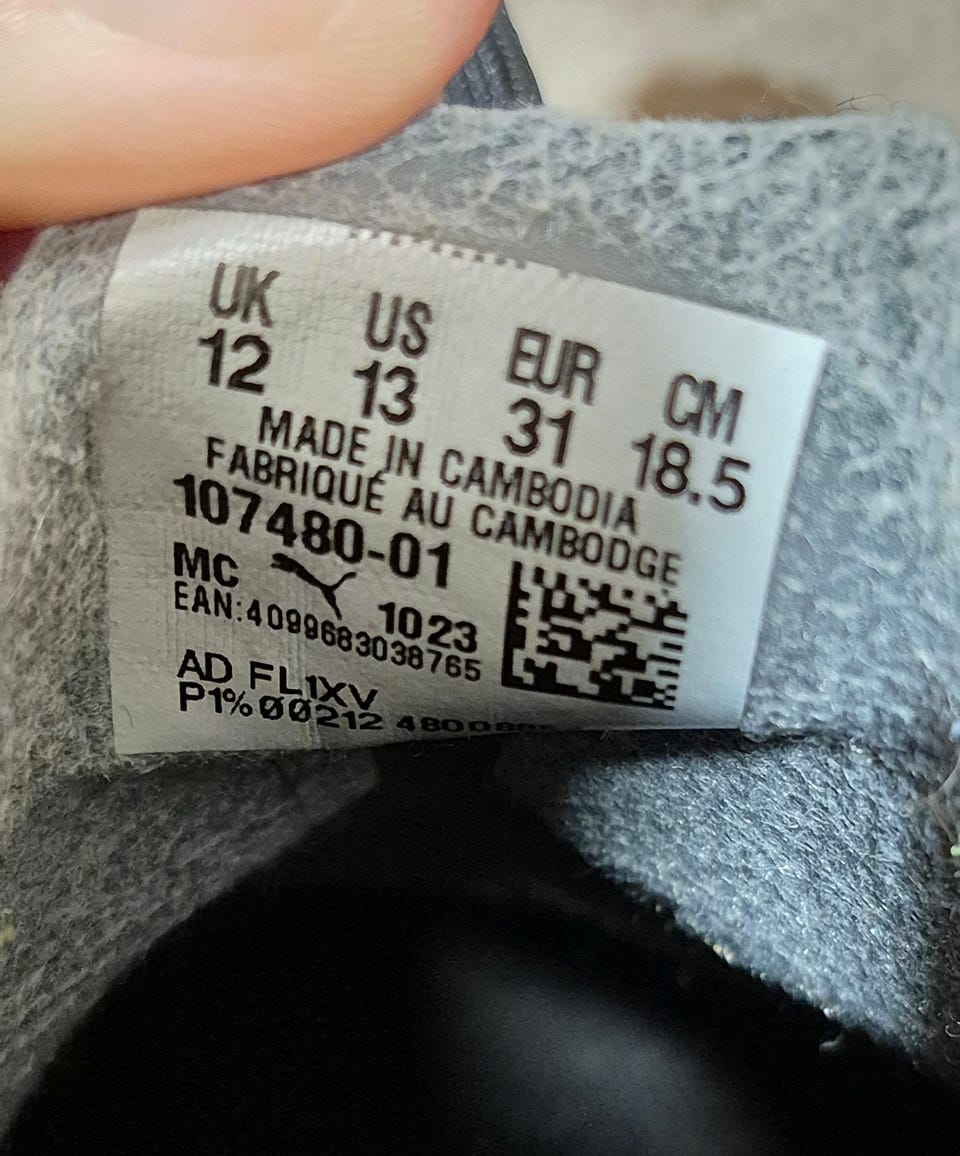 UK US EUR CM
12 13 31 18.5
MADE IN CAMBODIA
FABRIQUÉ AU CAMBODGE
107480-01
MC 1023
EAN:4099683038765
AD FL1XV
P1%00212